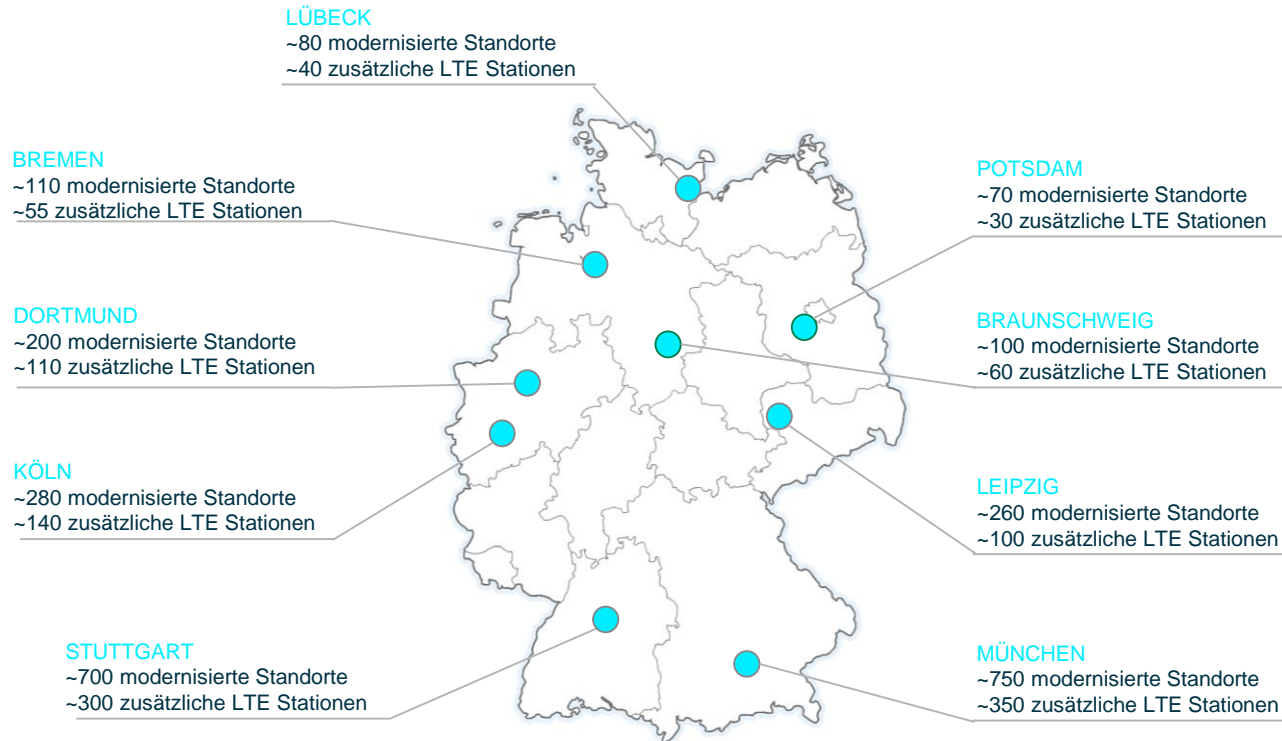 LÜBECK
~80 modernisierte Standorte
~40 zusätzliche LTE Stationen
BREMEN
~110 modernisierte Standorte
~55 zusätzliche LTE Stationen
POTSDAM
~70 modernisierte Standorte
~30 zusätzliche LTE Stationen
DORTMUND
~200 modernisierte Standorte
~110 zusätzliche LTE Stationen
BRAUNSCHWEIG
~100 modernisierte Standorte
~60 zusätzliche LTE Stationen
KÖLN
~280 modernisierte Standorte
~140 zusätzliche LTE Stationen
LEIPZIG
~260 modernisierte Standorte
~100 zusätzliche LTE Stationen
STUTTGART
~700 modernisierte Standorte
~300 zusätzliche LTE Stationen
MÜNCHEN
~750 modernisierte Standorte
~350 zusätzliche LTE Stationen